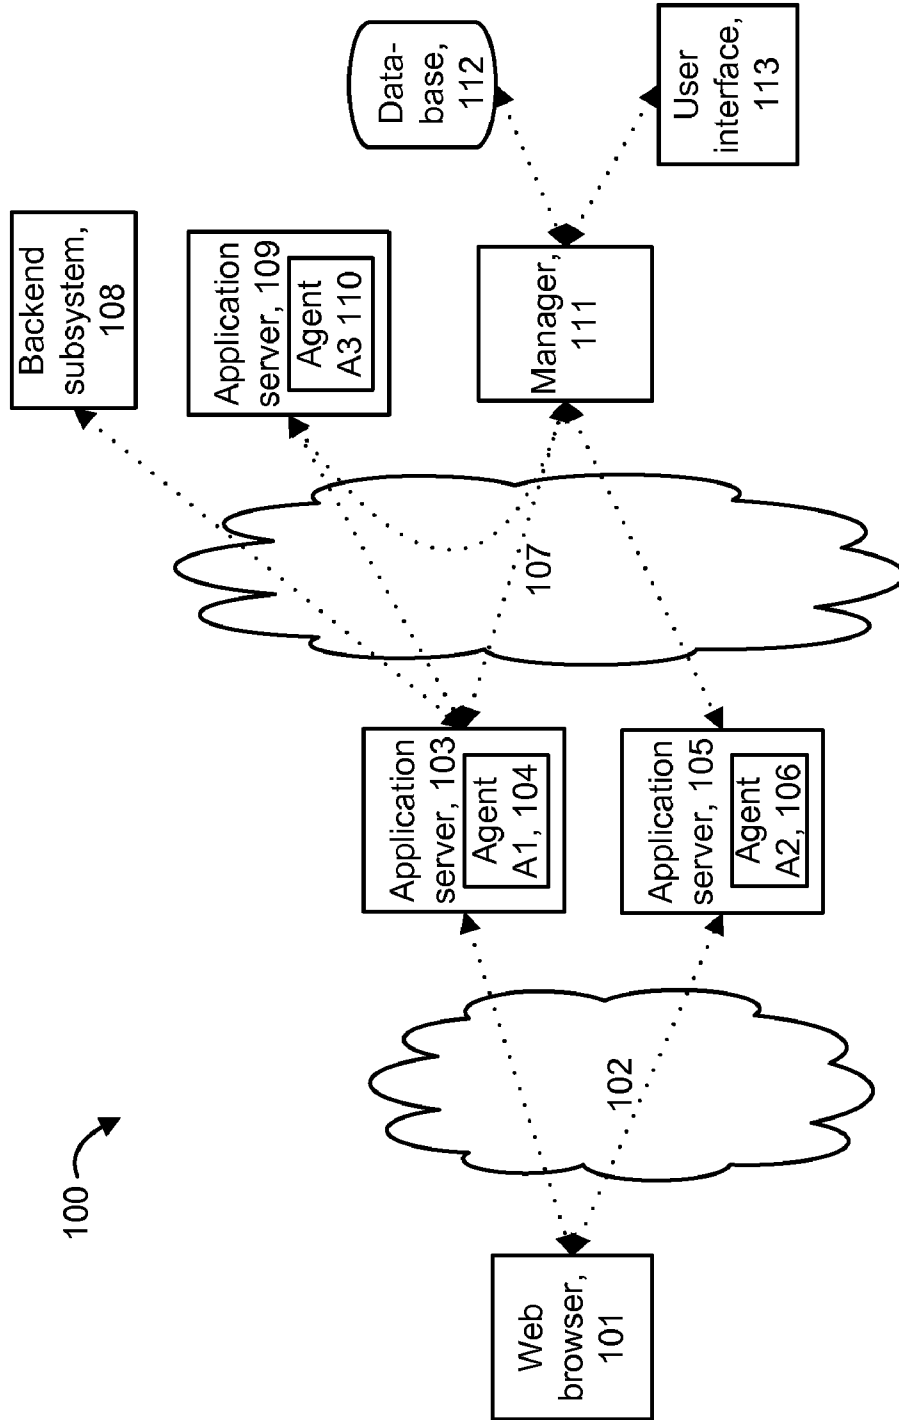 100
Web
browser,
101
102
Application
server, 103
Agent
A1, 104
Application
server, 105
Agent
A2, 106
107
Backend
subsystem,
108
Application
server, 109
Agent
A3 110
Manager,
111
Data-
base,
112
User
interface,
113